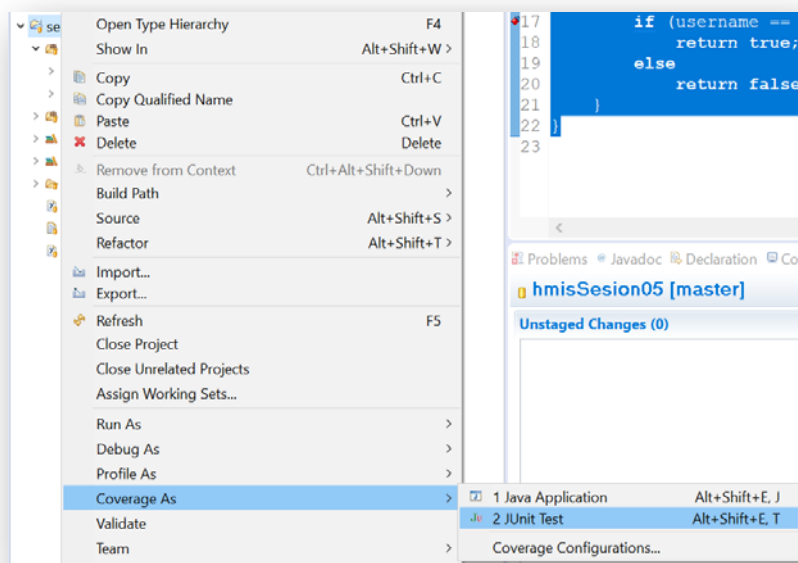 se
Open Type Hierarchy F4
Show In Alt+Shift+W >
Copy Ctrl+C
Copy Qualified Name
Paste Ctrl+V
Delete Delete
Remove from Context Ctrl+Alt+Shift+Down
Build Path >
Source Alt+Shift+S >
Refactor Alt+Shift+T >
Import...
Export...
Refresh F5
Close Project
Close Unrelated Projects
Assign Working Sets...
Run As >
Debug As >
Profile As >
Coverage As >
Validate
Team >
17 if (username ==
18 return true;
19 else
20 return false
21 }
22 }
23
Problems Javadoc Declaration Co
hmisSesion05 [master]
Unstaged Changes (0)
1 Java Application Alt+Shift+E, J
2 JUnit Test Alt+Shift+E, T
Coverage Configurations...